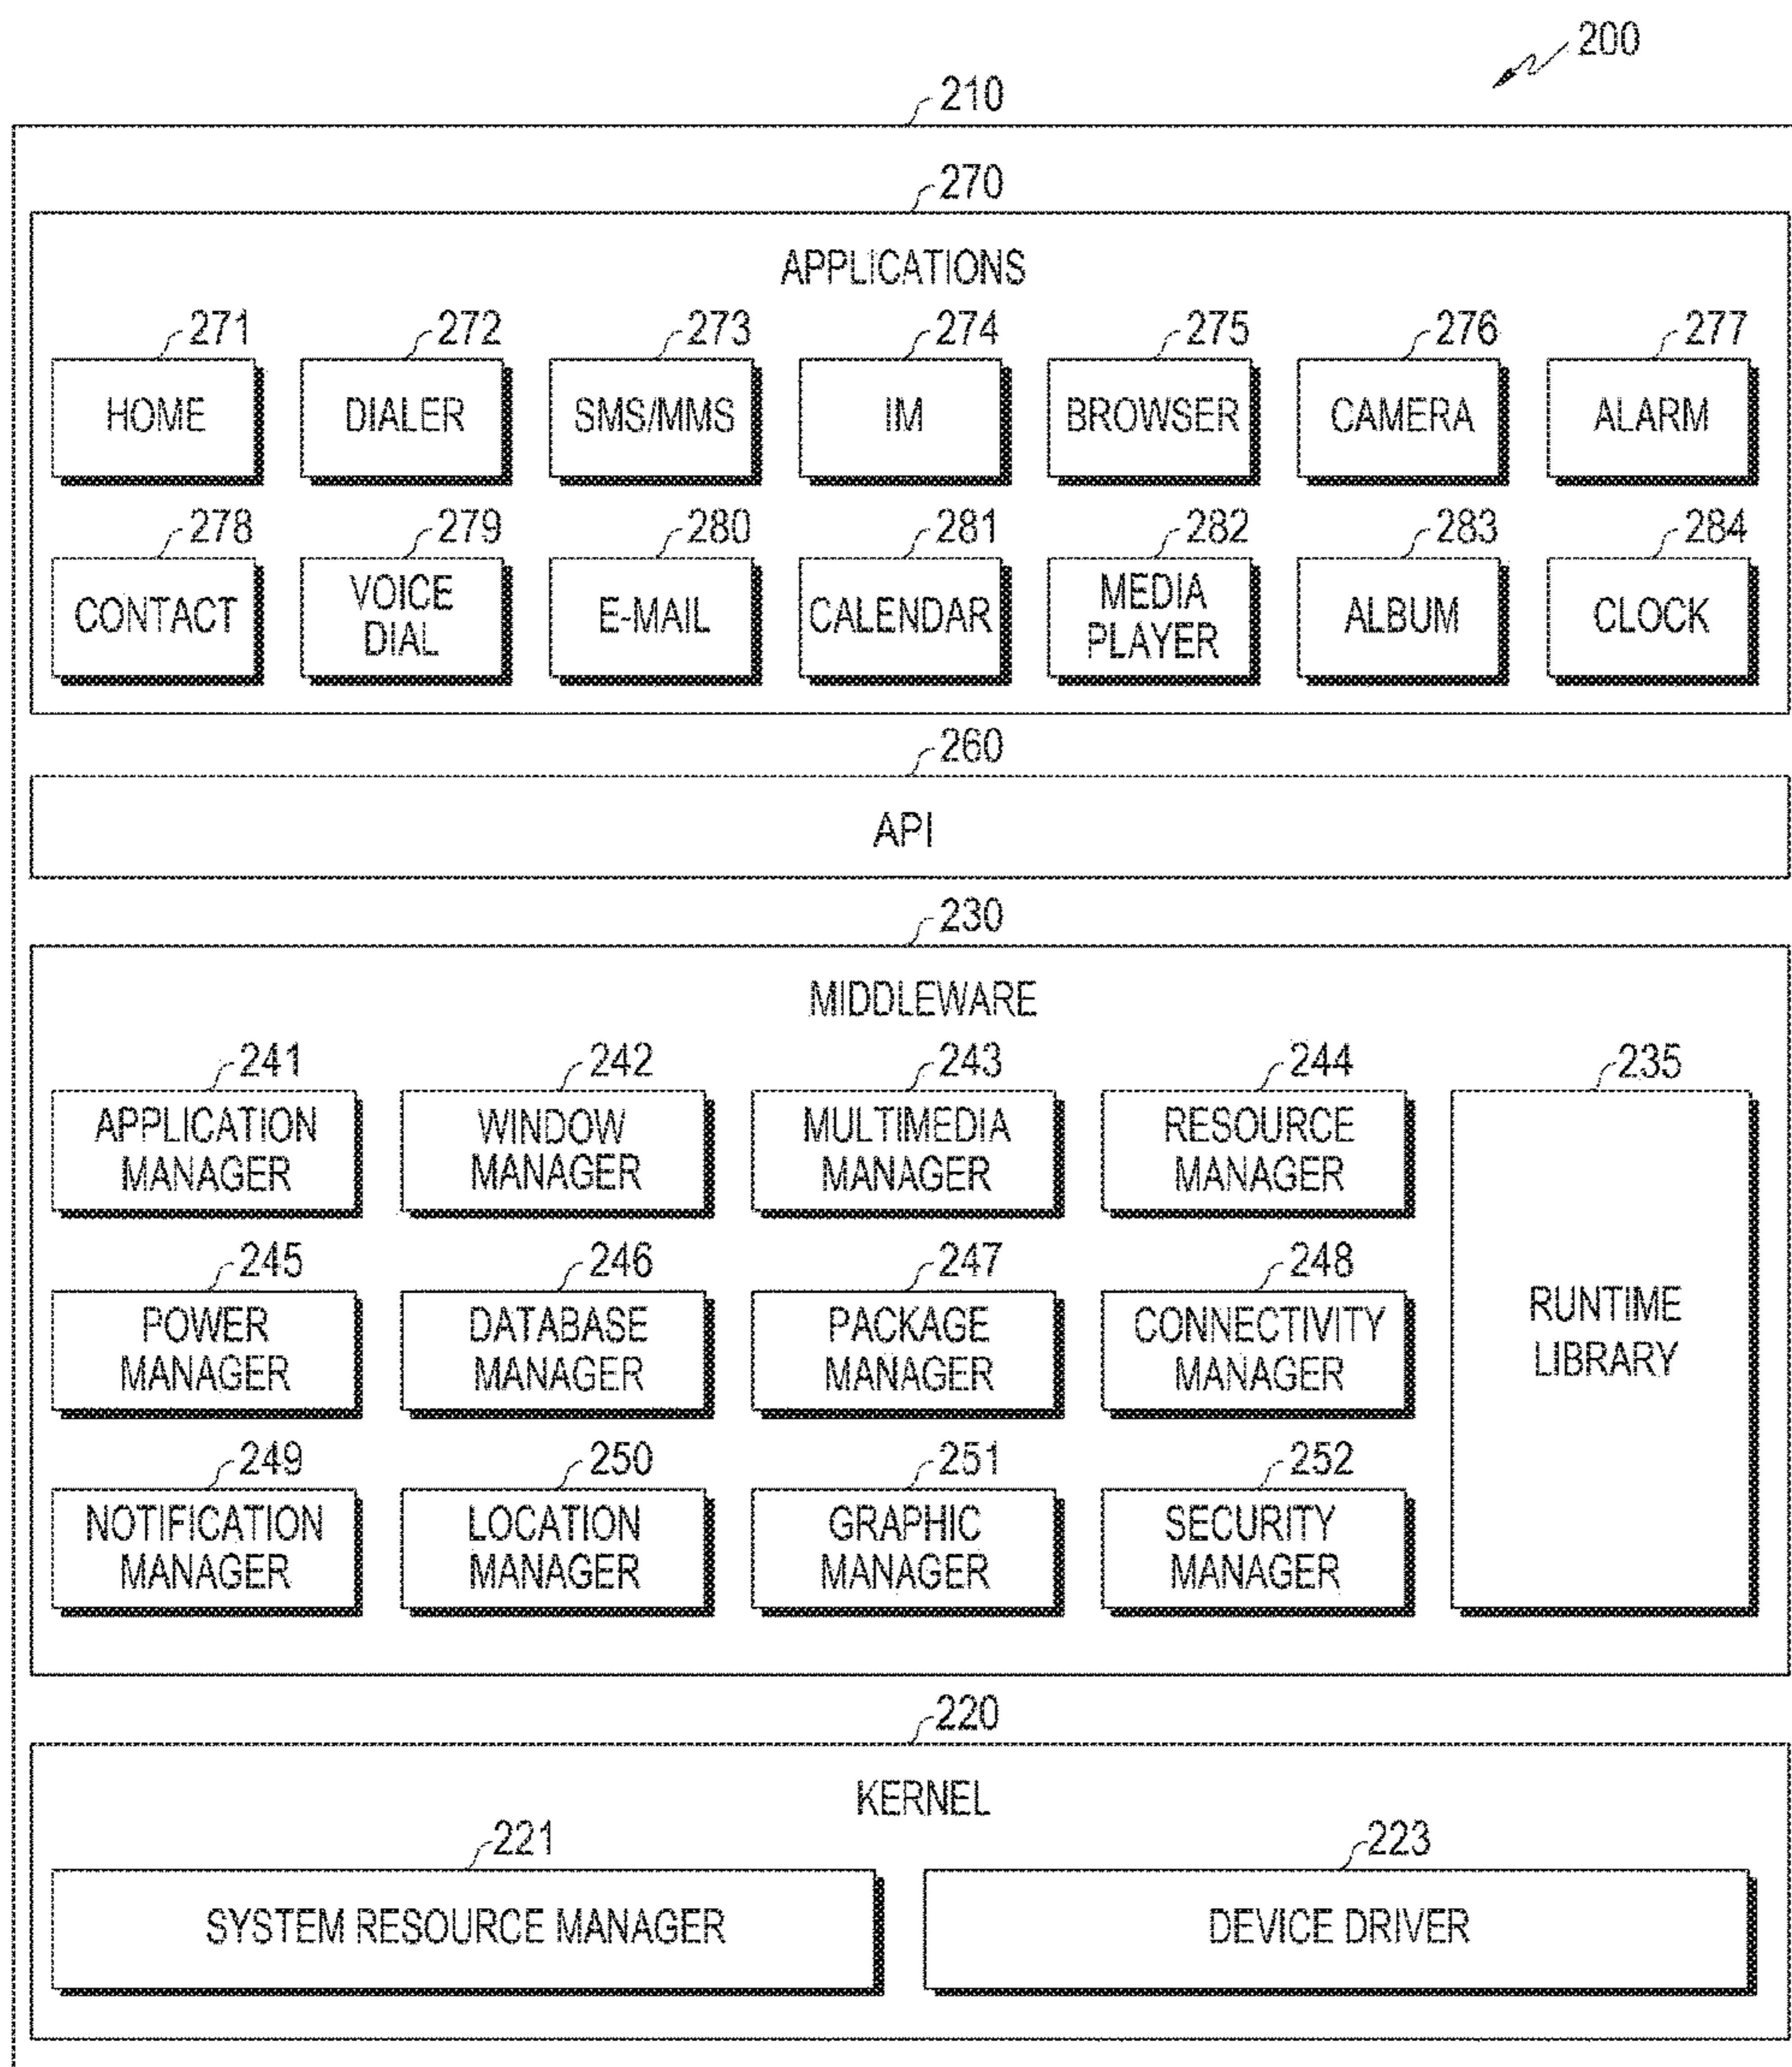 200
210
270
APPLICATIONS
271 272 273 274 275 276 277
HOME DIALER SMS/MMS IM BROWSER CAMERA ALARM
278 279 280 281 282 283 284
CONTACT VOICE DIAL E-MAIL CALENDAR MEDIA PLAYER ALBUM CLOCK
260
API
230
MIDDLEWARE
241 242 243 244 235
APPLICATION MANAGER WINDOW MANAGER MULTIMEDIA MANAGER RESOURCE MANAGER
245 246 247 248
POWER MANAGER DATABASE MANAGER PACKAGE MANAGER CONNECTIVITY MANAGER RUNTIME LIBRARY
249 250 251 252
NOTIFICATION MANAGER LOCATION MANAGER GRAPHIC MANAGER SECURITY MANAGER
220
KERNEL
221 223
SYSTEM RESOURCE MANAGER DEVICE DRIVER